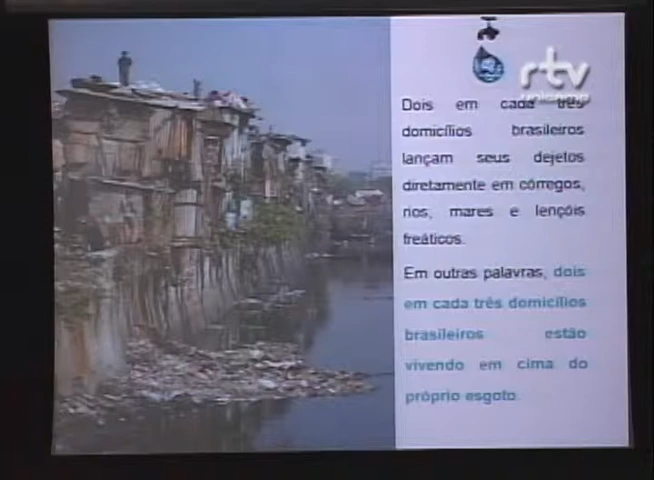 rtv
unicamp
Dois em cada três
domicílios brasileiros
lançam seus dejetos
diretamente em córregos,
rios, mares e lençóis
freáticos.
Em outras palavras, dois
em cada três domicílios
brasileiros estão
vivendo em cima do
próprio esgoto.